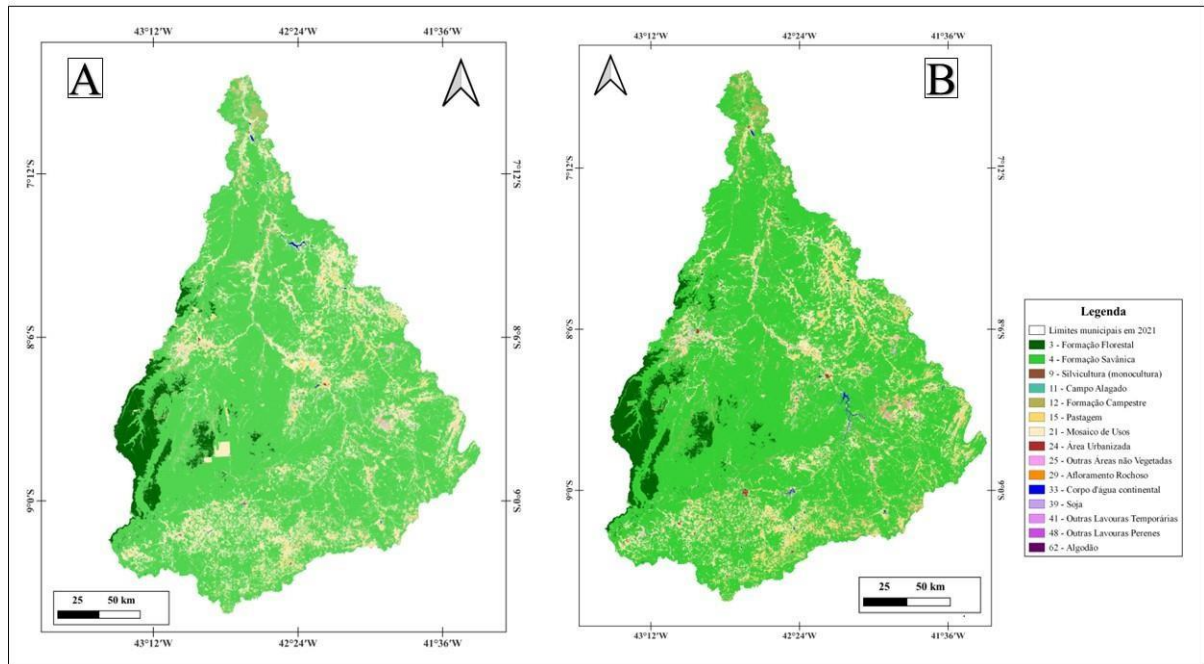 43°12'W 42°24'W 41°36'W
A
7°12'S 7°12'S
8°6'S 8°6'S
9°0'S 9°0'S
25 50 km
43°12'W 42°24'W 41°36'W
43°12'W 42°24'W 41°36'W
B
7°12'S 7°12'S
8°6'S 8°6'S
9°0'S 9°0'S
25 50 km
43°12'W 42°24'W 41°36'W
Legenda
Limites municipais em 2021
3 - Formação Florestal
4 - Formação Savânica
9 - Silvicultura (monocultura)
11 - Campo Alagado
12 - Formação Campestre
15 - Pastagem
21 - Mosaico de Usos
24 - Área Urbanizada
25 - Outras Áreas não Vegetadas
29 - Afloramento Rochoso
33 - Corpo d'água continental
39 - Soja
41 - Outras Lavouras Temporárias
48 - Outras Lavouras Perenes
62 - Algodão